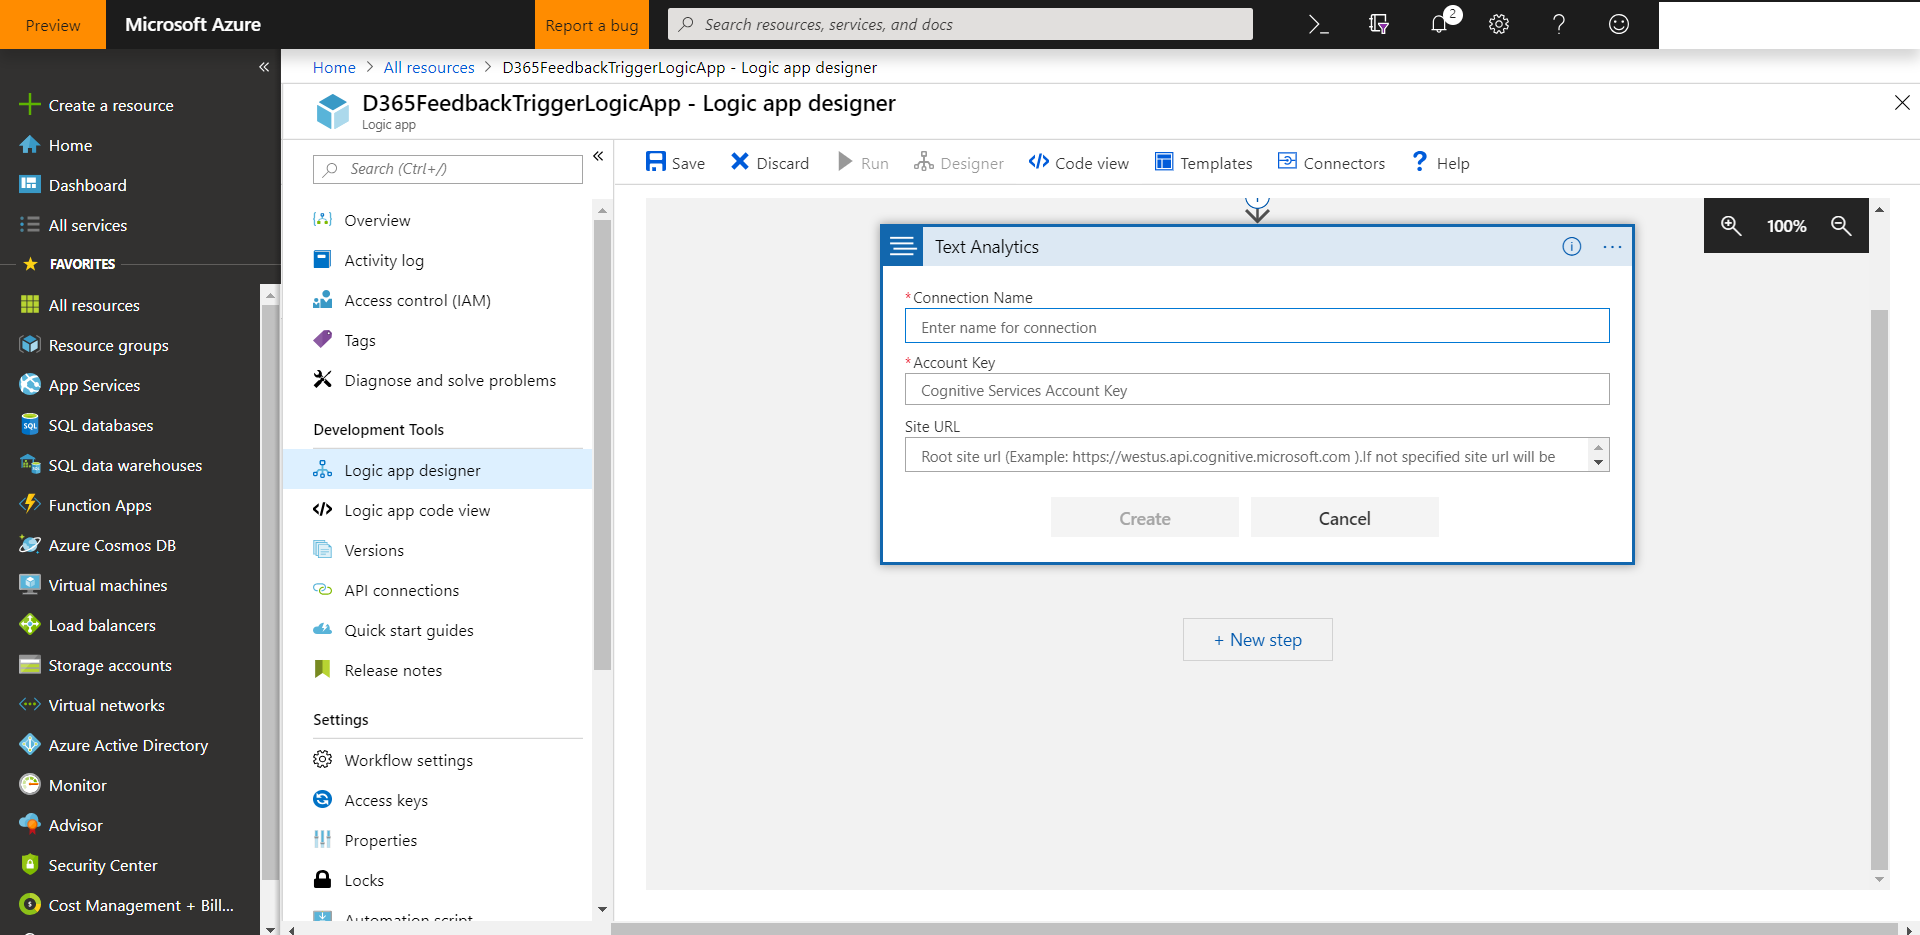 Preview
Microsoft Azure
Report a bug
Search resources, services, and docs
2
Home > All resources > D365FeedbackTriggerLogicApp - Logic app designer
D365FeedbackTriggerLogicApp - Logic app designer
Logic app
Create a resource
Home
Dashboard
All services
FAVORITES
All resources
Resource groups
App Services
SQL databases
SQL data warehouses
Function Apps
Azure Cosmos DB
Virtual machines
Load balancers
Storage accounts
Virtual networks
Azure Active Directory
Monitor
Advisor
Security Center
Cost Management + Bill...
Search (Ctrl+/)
Overview
Activity log
Access control (IAM)
Tags
Diagnose and solve problems
Development Tools
Logic app designer
Logic app code view
Versions
API connections
Quick start guides
Release notes
Settings
Workflow settings
Access keys
Properties
Locks
Automation script
Save
Discard
Run
Designer
Code view
Templates
Connectors
Help
100%
Text Analytics
* Connection Name
Enter name for connection
* Account Key
Cognitive Services Account Key
Site URL
Root site url (Example: https://westus.api.cognitive.microsoft.com ).If not specified site url will be
Create
Cancel
+ New step